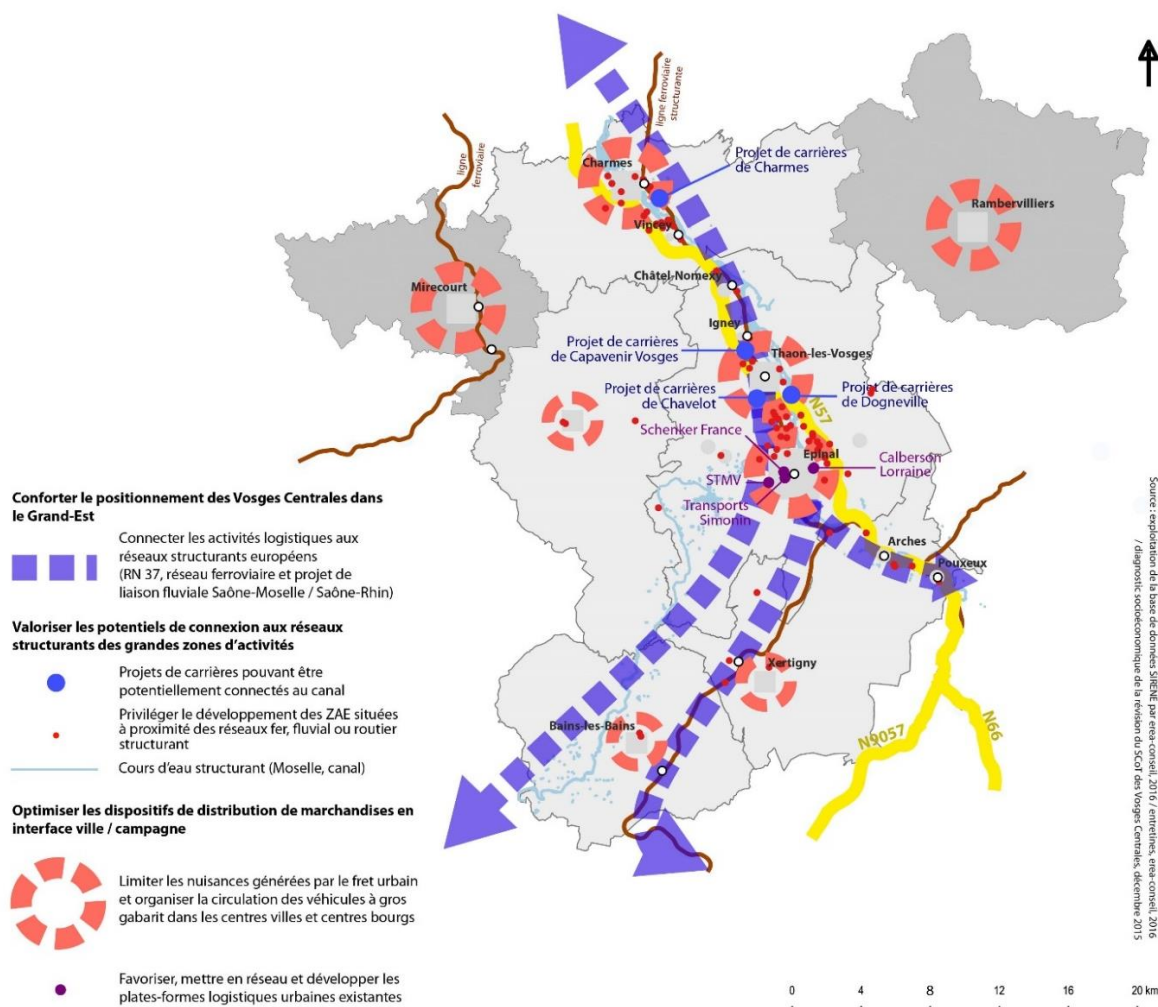 ligne ferroviaire
structurante
ligne
ferroviaire
Charmes
Projet de carrières
de Charmes
Rambervilliers
Vincey
Mirecourt
Châtel-Nomexy
Igney
Projet de carrières
de Capavenir Vosges
Thaon-les-Vosges
Projet de carrières
de Chavelot
Projet de carrières
de Dogneville
N57
Schenker France
Epinal
Calberson
Lorraine
STMV
Transports
Simonin
Arches
Pouxeux
Xertigny
Bains-les-Bains
N9057
N66
Conforter le positionnement des Vosges Centrales dans
le Grand-Est
Connecter les activités logistiques aux
réseaux structurants européens
(RN 37, réseau ferroviaire et projet de
liaison fluviale Saône-Moselle / Saône-Rhin)
Valoriser les potentiels de connexion aux réseaux
structurants des grandes zones d'activités
Projets de carrières pouvant être
potentiellement connectés au canal
Privilégier le développement des ZAE situées
à proximité des réseaux fer, fluvial ou routier
structurant
Cours d'eau structurant (Moselle, canal)
Optimiser les dispositifs de distribution de marchandises en
interface ville / campagne
Limiter les nuisances générées par le fret urbain
et organiser la circulation des véhicules à gros
gabarit dans les centres villes et centres bourgs
Favoriser, mettre en réseau et développer les
plates-formes logistiques urbaines existantes
0 4 8 12 16 20 km
Source : exploitation de la base de données SIRENE par erea-conseil, 2016 / entretines, erea-conseil, 2016
/ diagnostic socioéconomique de la révision du SCoT des Vosges Centrales, décembre 2015